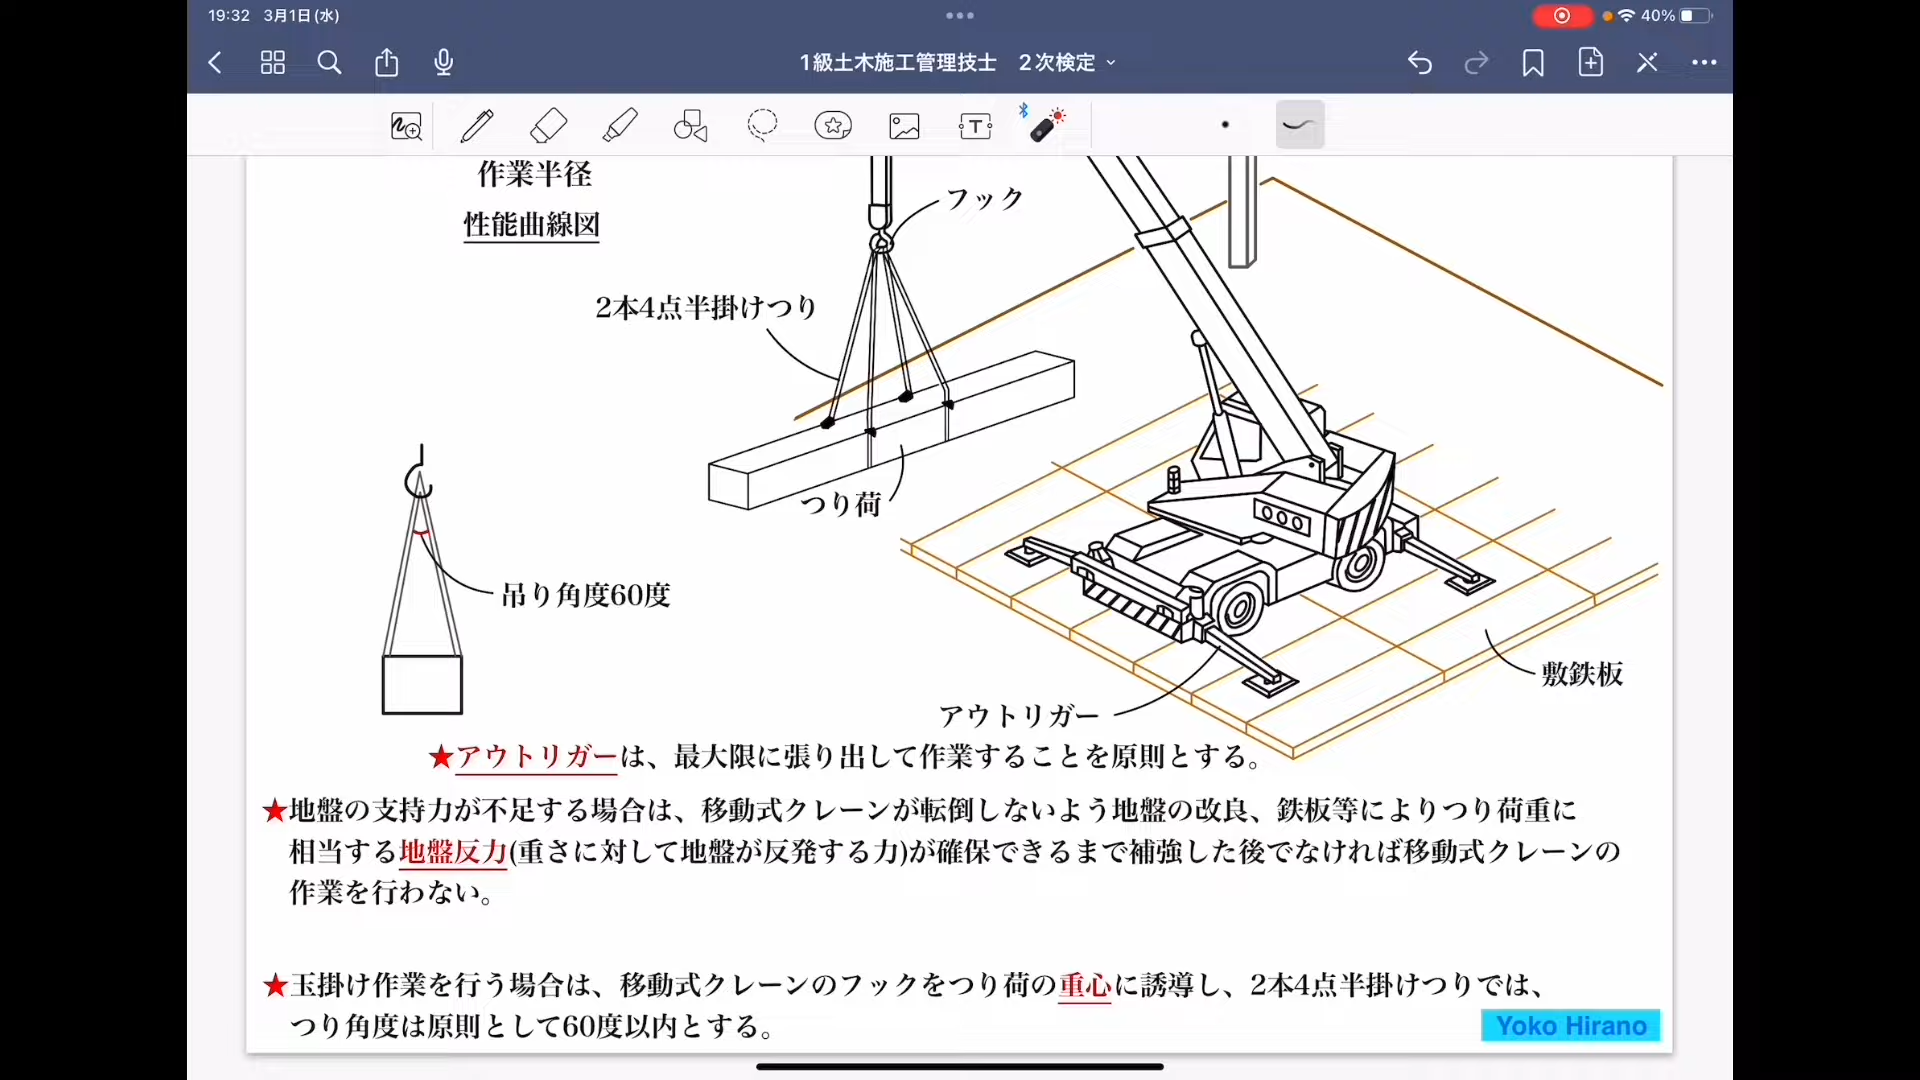 19:32 3月1日(水)
40%
1級土木施工管理技士 2次検定
作業半径
性能曲線図
フック
2本4点半掛けつり
つり荷
吊り角度60度
敷鉄板
アウトリガー
★アウトリガーは、最大限に張り出して作業することを原則とする。
★地盤の支持力が不足する場合は、移動式クレーンが転倒しないよう地盤の改良、鉄板等によりつり荷重に
相当する地盤反力(重さに対して地盤が反発する力)が確保できるまで補強した後でなければ移動式クレーンの
作業を行わない。
★玉掛け作業を行う場合は、移動式クレーンのフックをつり荷の重心に誘導し、2本4点半掛けつりでは、
つり角度は原則として60度以内とする。
Yoko Hirano